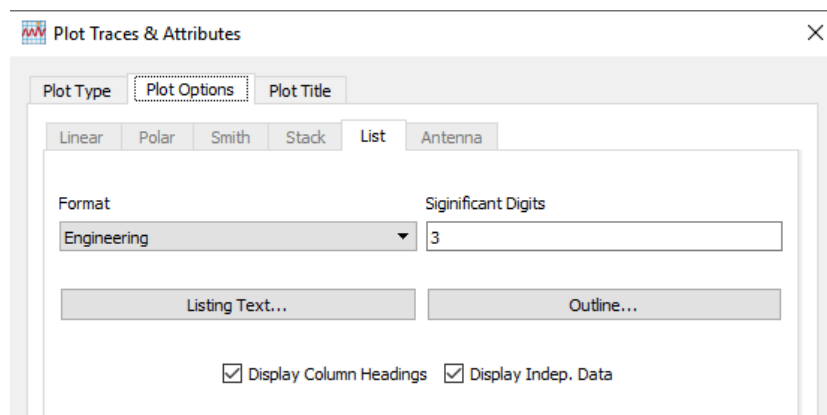 Plot Traces & Attributes
Plot Type Plot Options Plot Title
Linear Polar Smith Stack List Antenna
Format Siginificant Digits
Engineering 3
Listing Text... Outline...
Display Column Headings Display Indep. Data